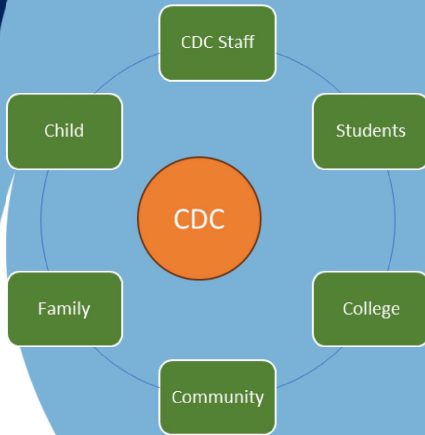 CDC Staff
Child
Students
CDC
Family
College
Community